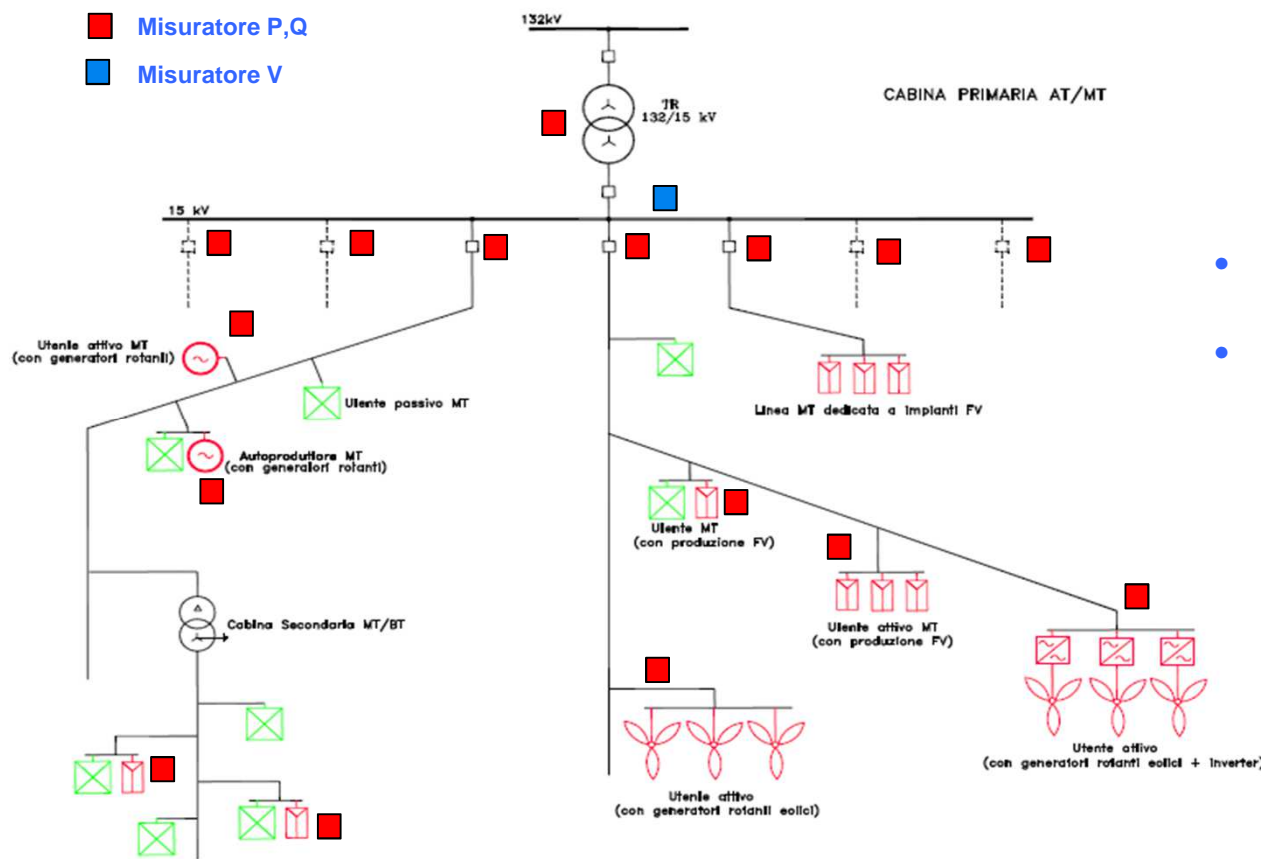 Misuratore P,Q
Misuratore V
132kV
TR
132/15 kV
CABINA PRIMARIA AT/MT
15 kV
Utente attivo MT
(con generatori rotanti)
Utente passivo MT
Linea MT dedicata a impianti FV
Autoproduttore MT
(con generatori rotanti)
Utente MT
(con produzione FV)
Cabina Secondaria MT/BT
Utente attivo MT
(con produzione FV)
Utente attivo
(con generatori rotanti eolici + inverter)
Utente attivo
(con generatori rotanti eolici)